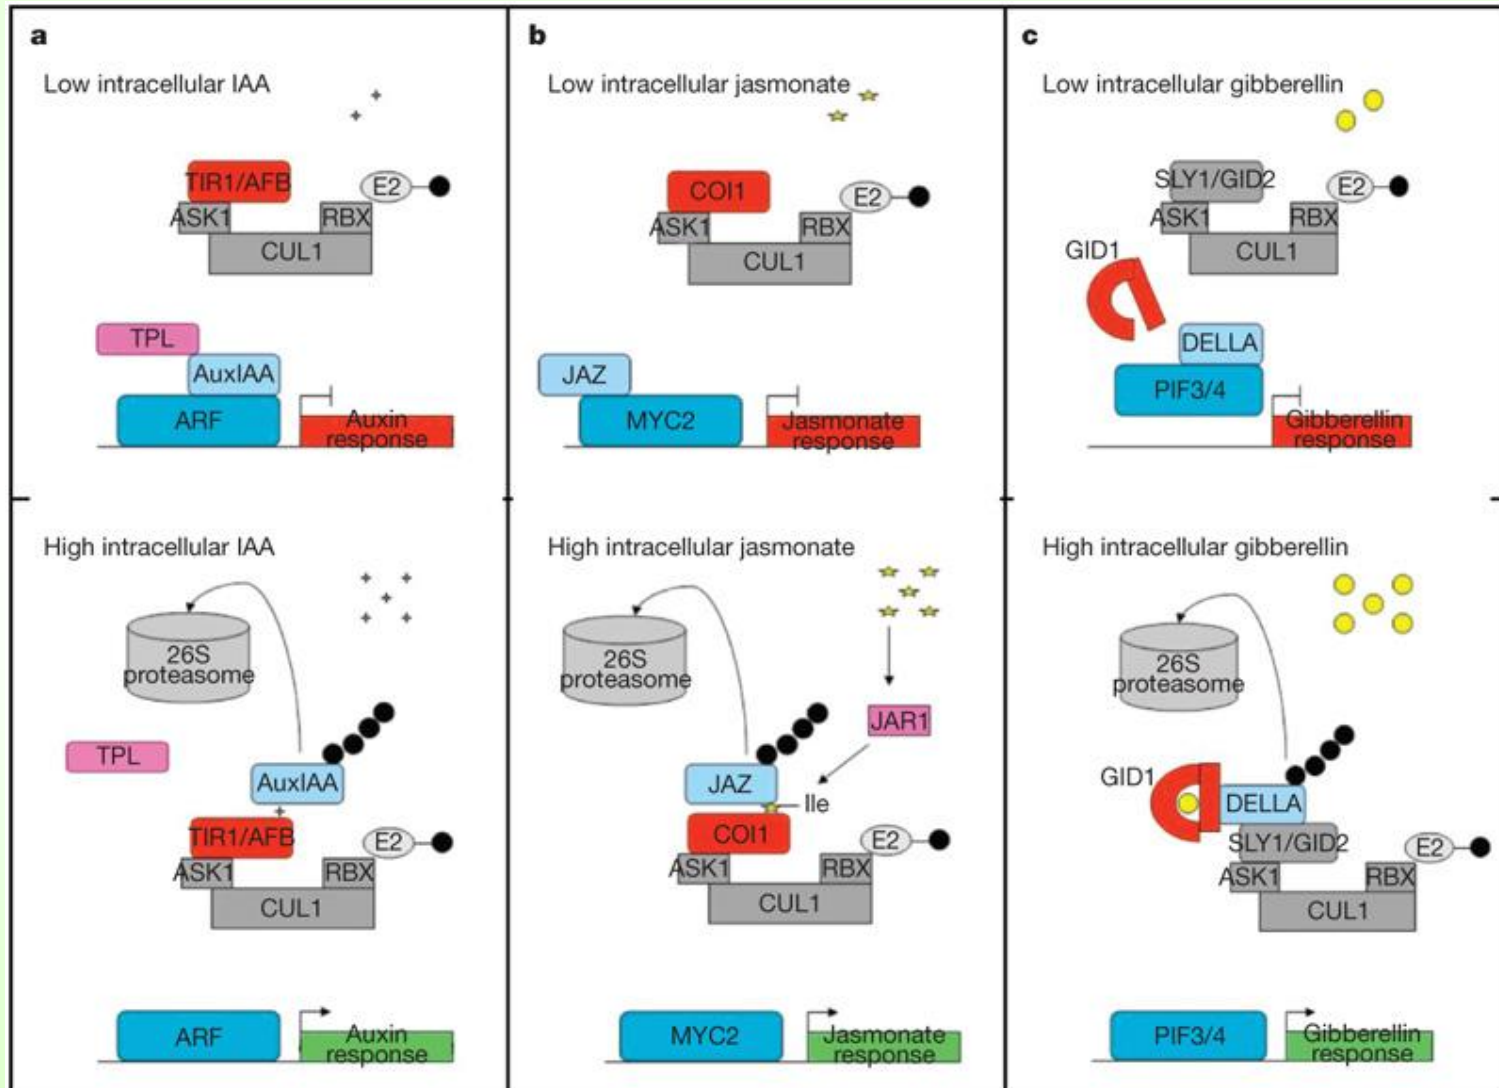 a
Low intracellular IAA
TIR1/AFB
E2
ASK1
RBX
CUL1
TPL
AuxIAA
ARF
Auxin
response
High intracellular IAA
26S
proteasome
TPL
AuxIAA
TIR1/AFB
E2
ASK1
RBX
CUL1
ARF
Auxin
response
b
Low intracellular jasmonate
COI1
E2
ASK1
RBX
CUL1
JAZ
MYC2
Jasmonate
response
High intracellular jasmonate
26S
proteasome
JAR1
JAZ
Ile
COI1
E2
ASK1
RBX
CUL1
MYC2
Jasmonate
response
c
Low intracellular gibberellin
SLY1/GID2
E2
ASK1
RBX
GID1
CUL1
DELLA
PIF3/4
Gibberellin
response
High intracellular gibberellin
26S
proteasome
GID1
DELLA
SLY1/GID2
E2
ASK1
RBX
CUL1
PIF3/4
Gibberellin
response